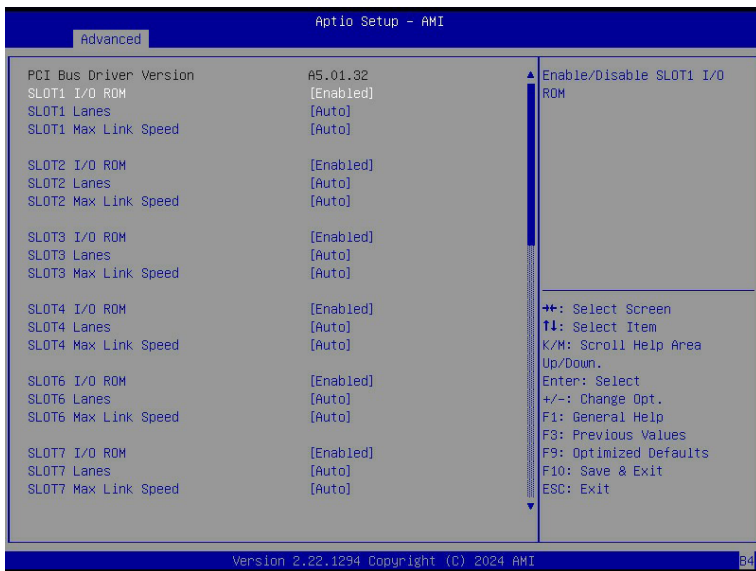 Aptio Setup – AMI
Advanced
PCI Bus Driver Version A5.01.32
SLOT1 I/O ROM [Enabled]
SLOT1 Lanes [Auto]
SLOT1 Max Link Speed [Auto]
SLOT2 I/O ROM [Enabled]
SLOT2 Lanes [Auto]
SLOT2 Max Link Speed [Auto]
SLOT3 I/O ROM [Enabled]
SLOT3 Lanes [Auto]
SLOT3 Max Link Speed [Auto]
SLOT4 I/O ROM [Enabled]
SLOT4 Lanes [Auto]
SLOT4 Max Link Speed [Auto]
SLOT6 I/O ROM [Enabled]
SLOT6 Lanes [Auto]
SLOT6 Max Link Speed [Auto]
SLOT7 I/O ROM [Enabled]
SLOT7 Lanes [Auto]
SLOT7 Max Link Speed [Auto]
Enable/Disable SLOT1 I/O
ROM
→←: Select Screen
↑↓: Select Item
K/M: Scroll Help Area
Up/Down.
Enter: Select
+/-: Change Opt.
F1: General Help
F3: Previous Values
F9: Optimized Defaults
F10: Save & Exit
ESC: Exit
Version 2.22.1294 Copyright (C) 2024 AMI
B4